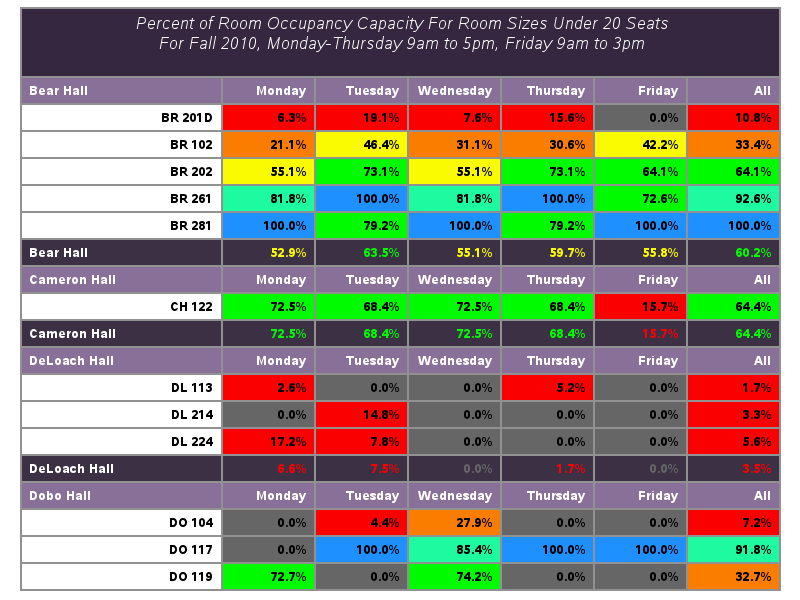 Percent of Room Occupancy Capacity For Room Sizes Under 20 Seats
For Fall 2010, Monday-Thursday 9am to 5pm, Friday 9am to 3pm
Bear Hall Monday Tuesday Wednesday Thursday Friday All
BR 201D 6.3% 19.1% 7.6% 15.6% 0.0% 10.8%
BR 102 21.1% 46.4% 31.1% 30.6% 42.2% 33.4%
BR 202 55.1% 73.1% 55.1% 73.1% 64.1% 64.1%
BR 261 81.8% 100.0% 81.8% 100.0% 72.6% 92.6%
BR 281 100.0% 79.2% 100.0% 79.2% 100.0% 100.0%
Bear Hall 52.9% 63.5% 55.1% 59.7% 55.8% 60.2%
Cameron Hall Monday Tuesday Wednesday Thursday Friday All
CH 122 72.5% 68.4% 72.5% 68.4% 15.7% 64.4%
Cameron Hall 72.5% 68.4% 72.5% 68.4% 15.7% 64.4%
DeLoach Hall Monday Tuesday Wednesday Thursday Friday All
DL 113 2.6% 0.0% 0.0% 5.2% 0.0% 1.7%
DL 214 0.0% 14.8% 0.0% 0.0% 0.0% 3.3%
DL 224 17.2% 7.8% 0.0% 0.0% 0.0% 5.6%
DeLoach Hall 6.6% 7.5% 0.0% 1.7% 0.0% 3.5%
Dobo Hall Monday Tuesday Wednesday Thursday Friday All
DO 104 0.0% 4.4% 27.9% 0.0% 0.0% 7.2%
DO 117 0.0% 100.0% 85.4% 100.0% 100.0% 91.8%
DO 119 72.7% 0.0% 74.2% 0.0% 0.0% 32.7%